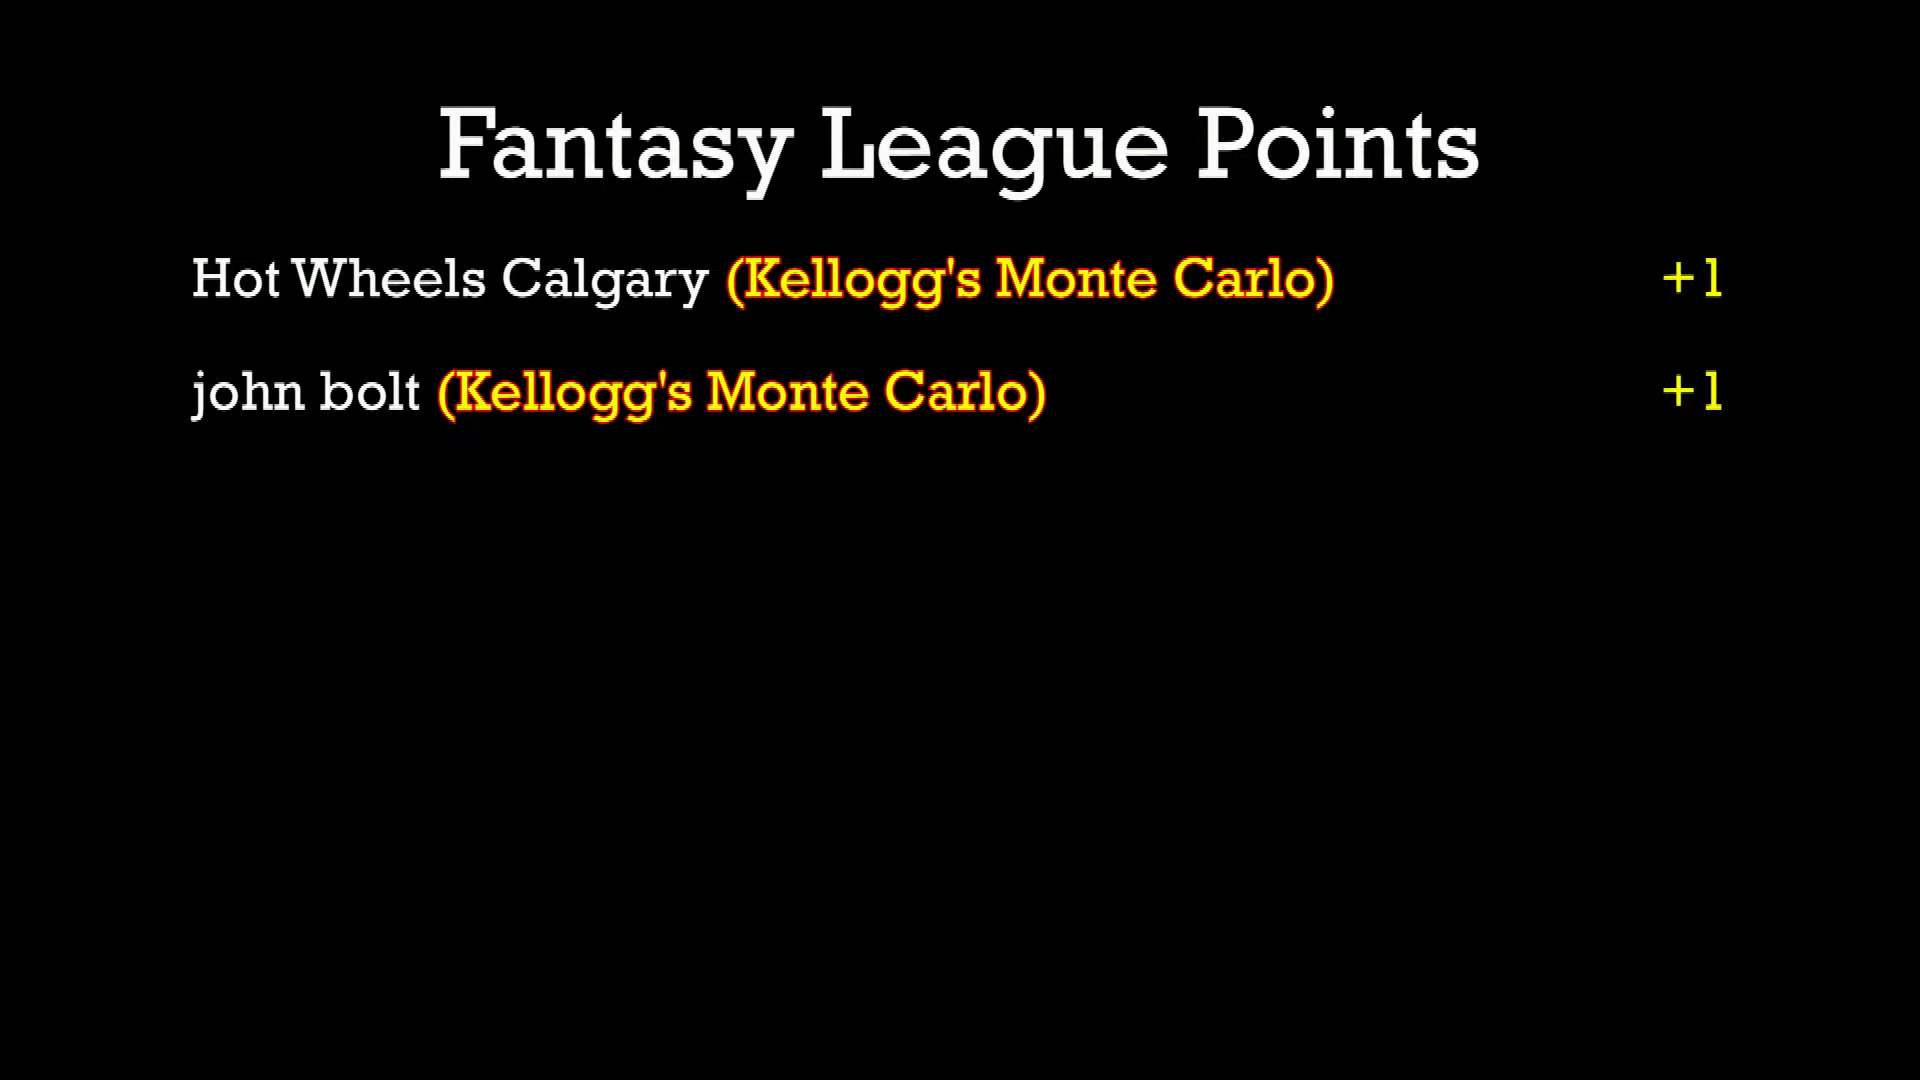 Fantasy League Points
Hot Wheels Calgary (Kellogg's Monte Carlo) +1
john bolt (Kellogg's Monte Carlo) +1